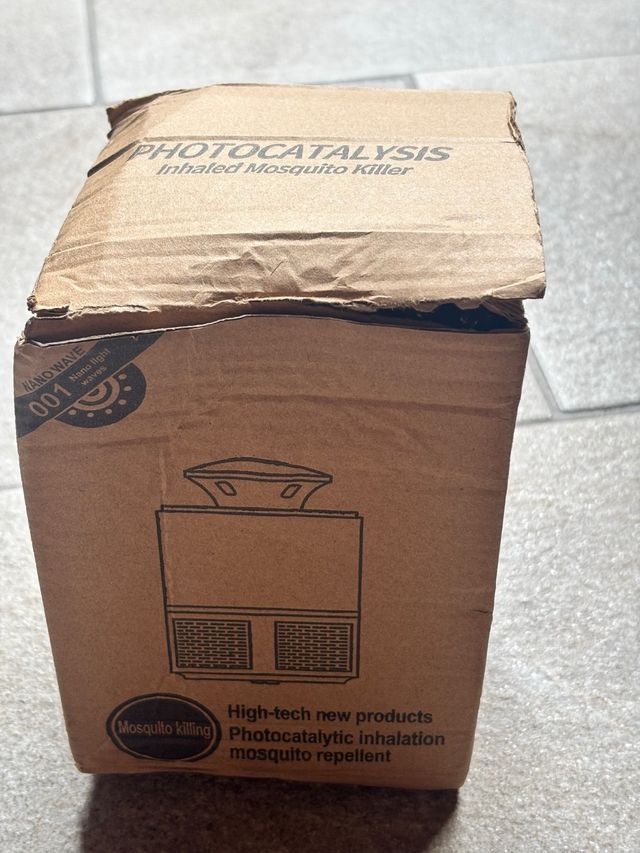 PHOTOCATALYSIS
Inhaled Mosquito Killer
NANO WAVE
001 Nano light
waves
Mosquito killing
High-tech new products
Photocatalytic inhalation
mosquito repellent